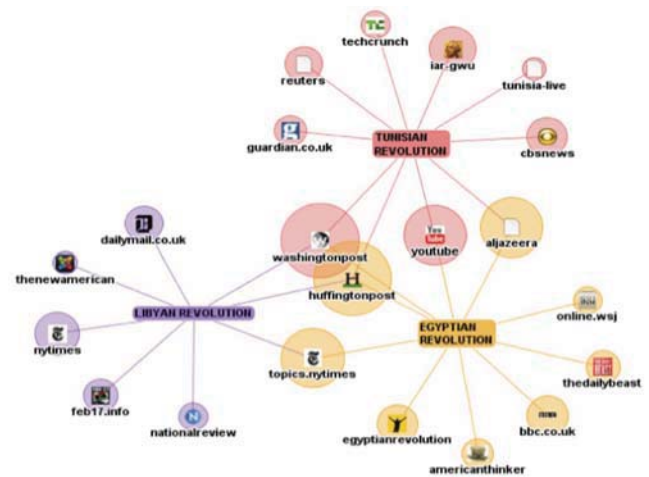 techcrunch
iar-gwu
reuters
tunisia-live
guardian.co.uk
TUNISIAN
REVOLUTION
cbsnews
dailymail.co.uk
washingtonpost
You
Tube
youtube
aljazeera
thenewamerican
H
huffingtonpost
LIBYAN REVOLUTION
online.wsj
nytimes
EGYPTIAN
REVOLUTION
topics.nytimes
thedailybeast
feb17.info
N
nationalreview
egyptianrevolution
bbc.co.uk
americanthinker